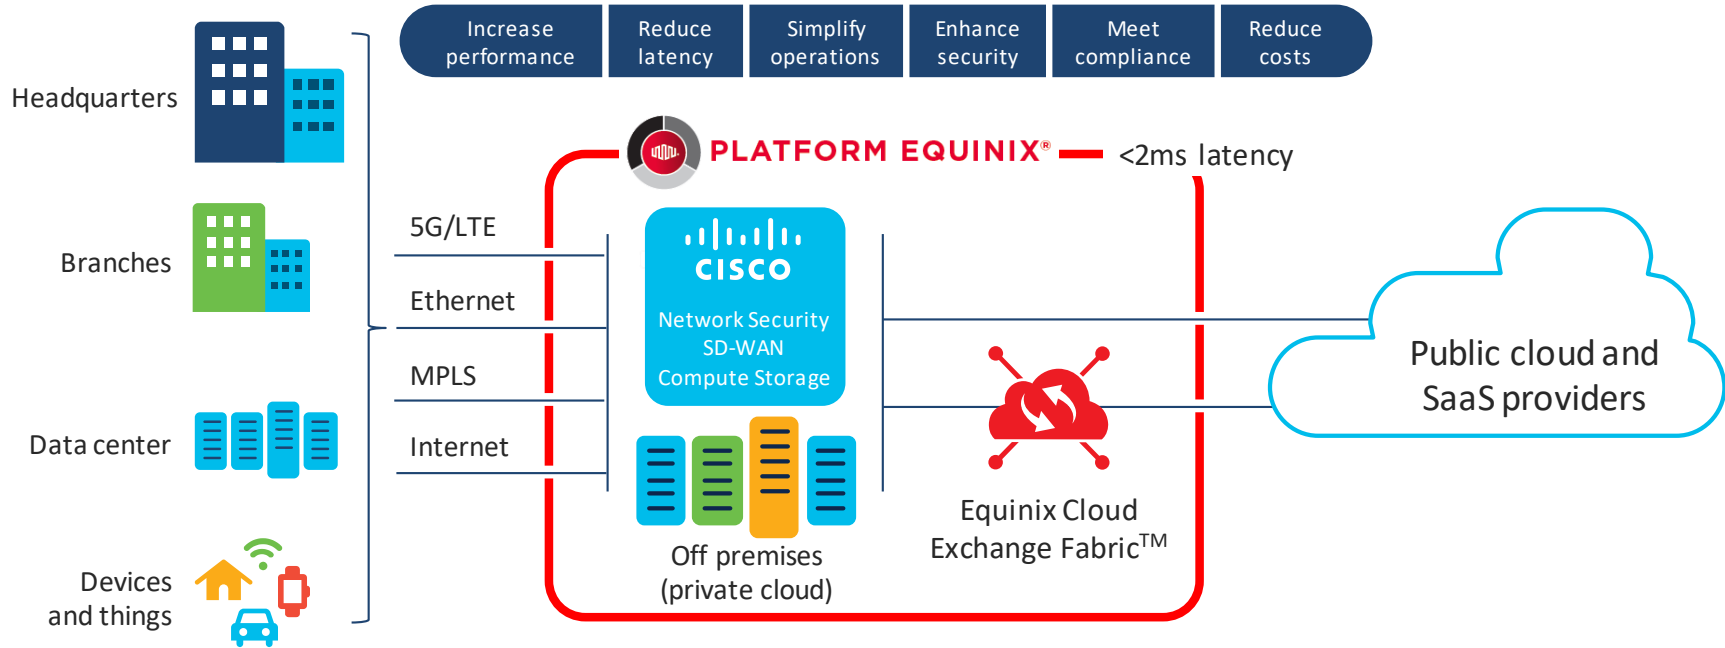 Increase
performance
Reduce
latency
Simplify
operations
Enhance
security
Meet
compliance
Reduce
costs
Headquarters
Branches
Data center
Devices
and things
5G/LTE
Ethernet
MPLS
Internet
PLATFORM EQUINIX®
<2ms latency
CISCO
Network Security
SD-WAN
Compute Storage
Off premises
(private cloud)
Equinix Cloud
Exchange Fabric™
Public cloud and
SaaS providers